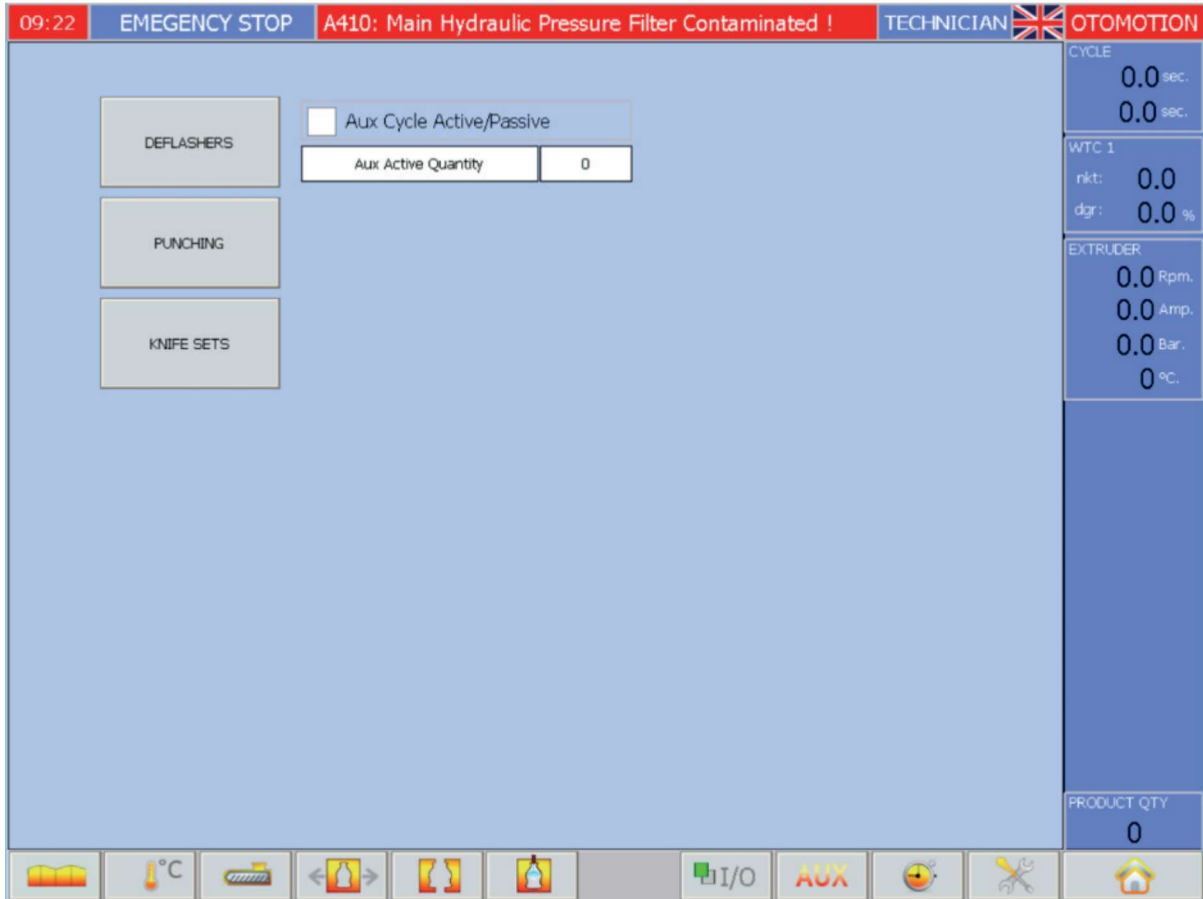 09:22 EMEGENCY STOP A410: Main Hydraulic Pressure Filter Contaminated ! TECHNICIAN OTOMOTION
DEFLASHERS
PUNCHING
KNIFE SETS
Aux Cycle Active/Passive
Aux Active Quantity 0
CYCLE
0.0 sec.
0.0 sec.
WTC 1
nkt: 0.0
dgr: 0.0 %
EXTRUDER
0.0 Rpm.
0.0 Amp.
0.0 Bar.
0 °C.
PRODUCT QTY
0
°C I/O AUX